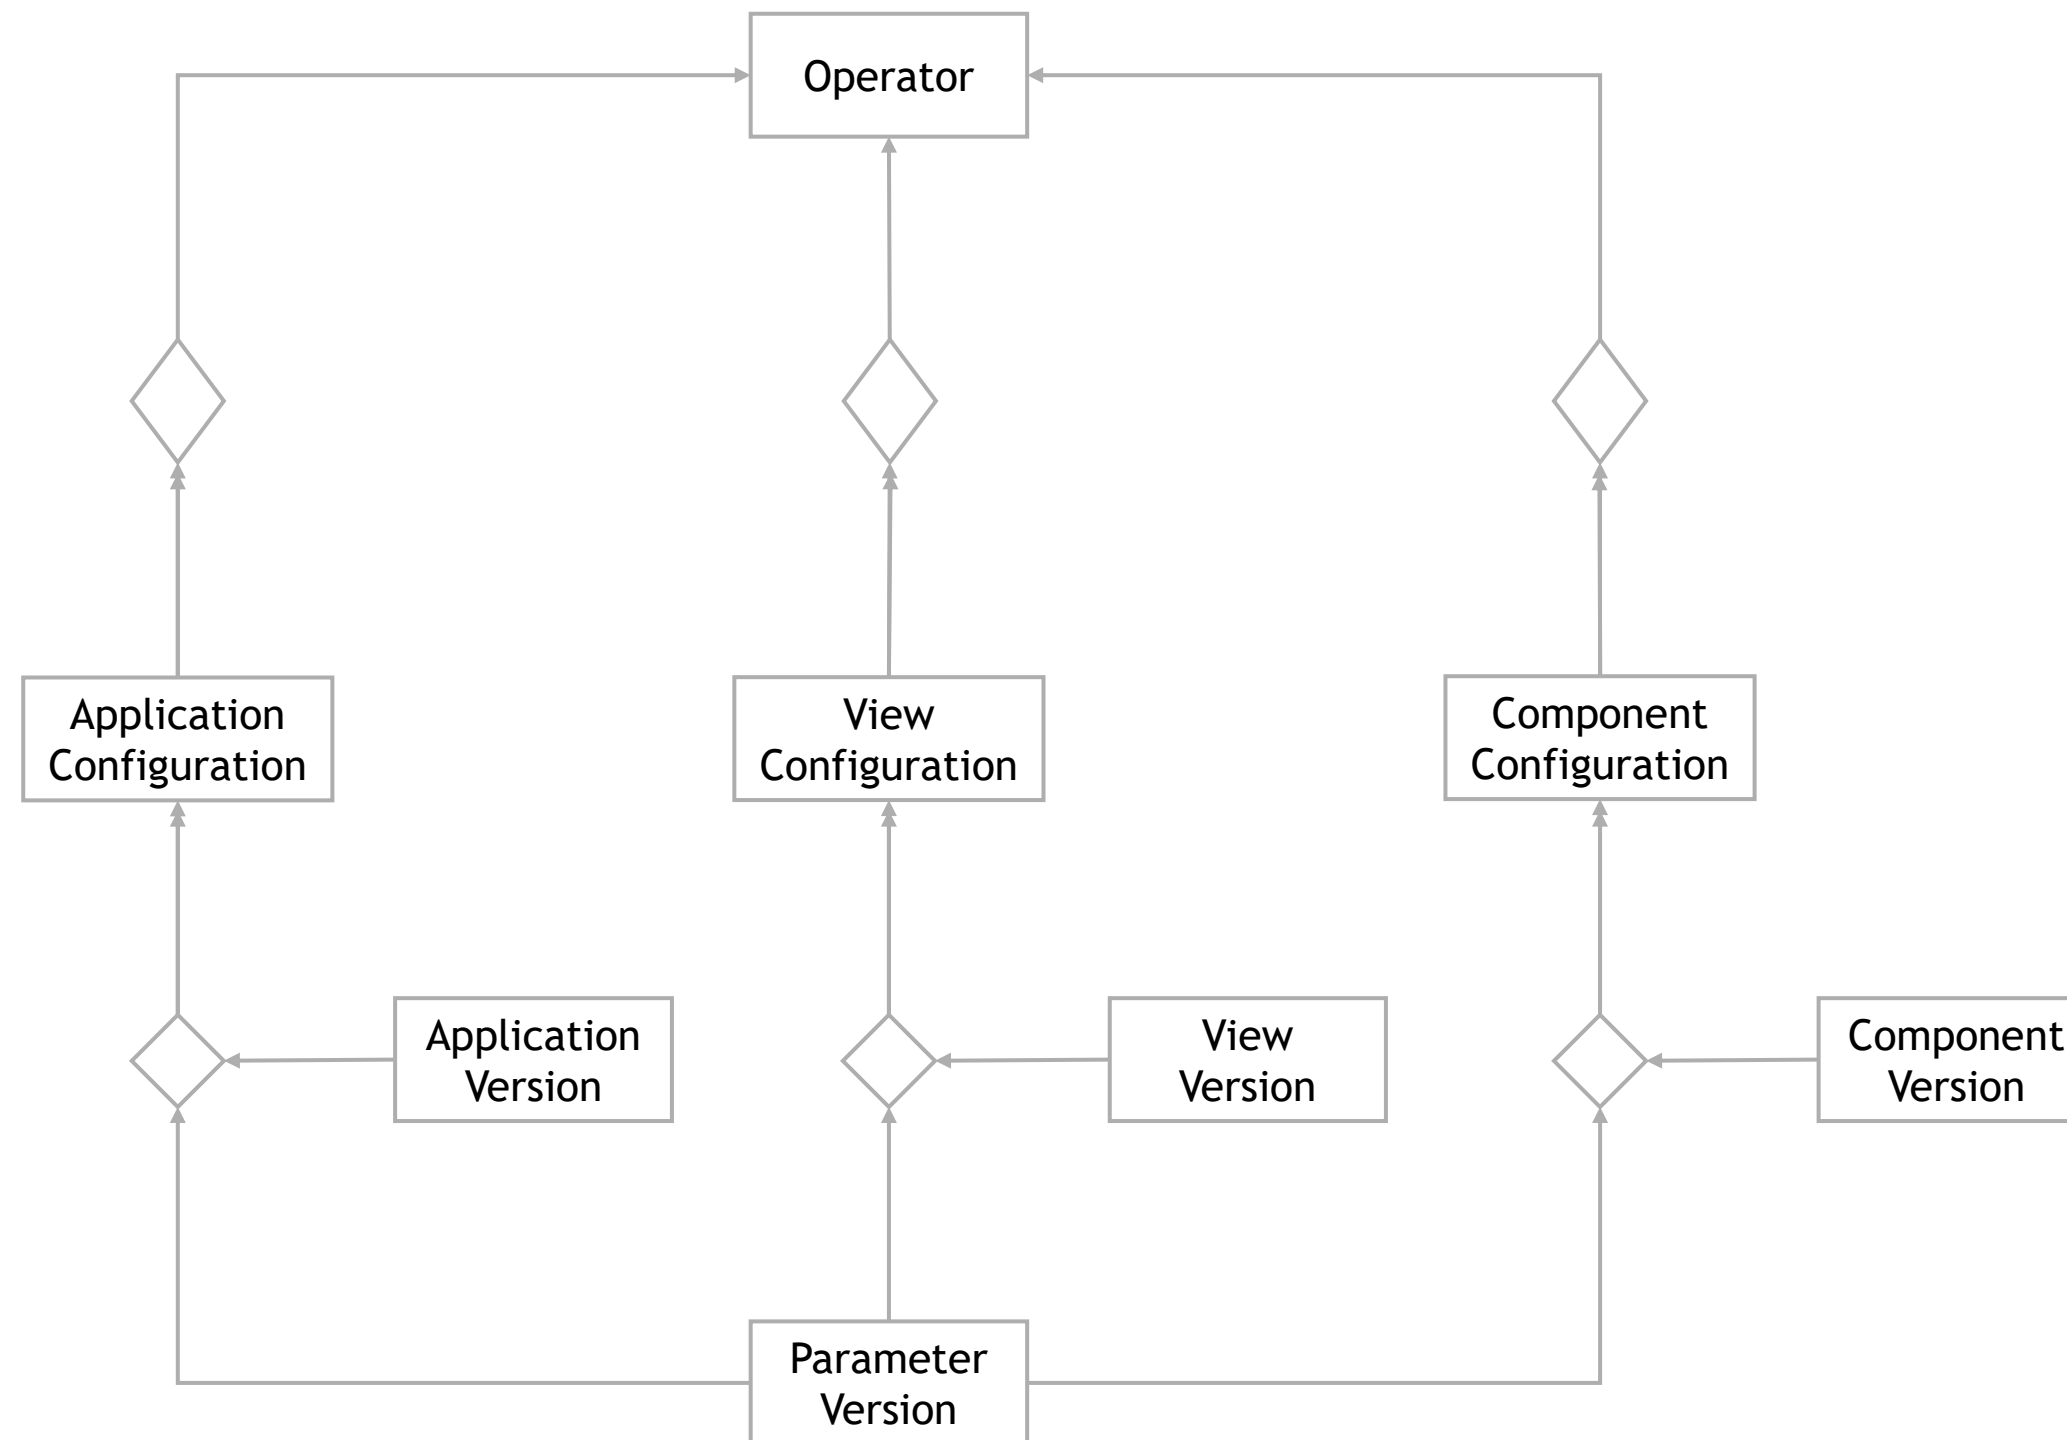 Operator
Application
Configuration
View
Configuration
Component
Configuration
Application
Version
View
Version
Component
Version
Parameter
Version